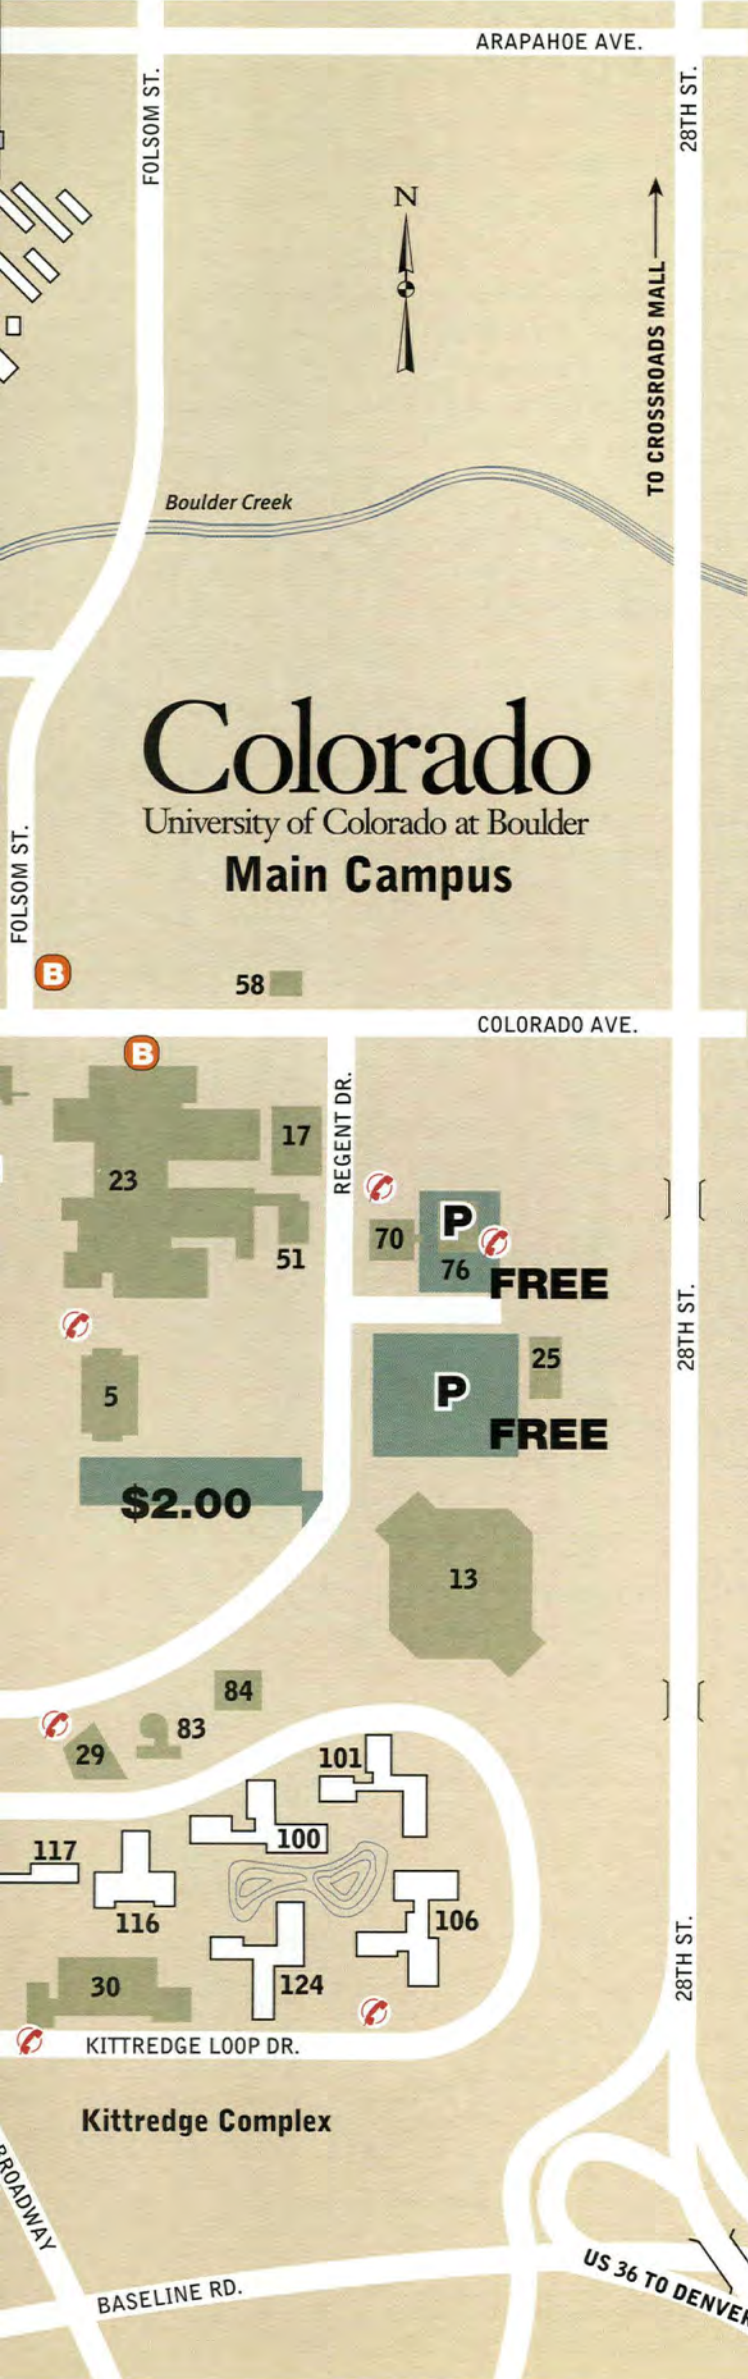 ARAPAHOE AVE.
FOLSOM ST.
28TH ST.
N
TO CROSSROADS MALL
Boulder Creek
Colorado
University of Colorado at Boulder
Main Campus
FOLSOM ST.
B
58
COLORADO AVE.
B
REGENT DR.
17
23
70
P
76
51
FREE
28TH ST.
25
5
P
FREE
$2.00
13
84
83
29
101
100
117
116
106
28TH ST.
30
124
KITTREDGE LOOP DR.
Kittredge Complex
BROADWAY
US 36 TO DENVER
BASELINE RD.